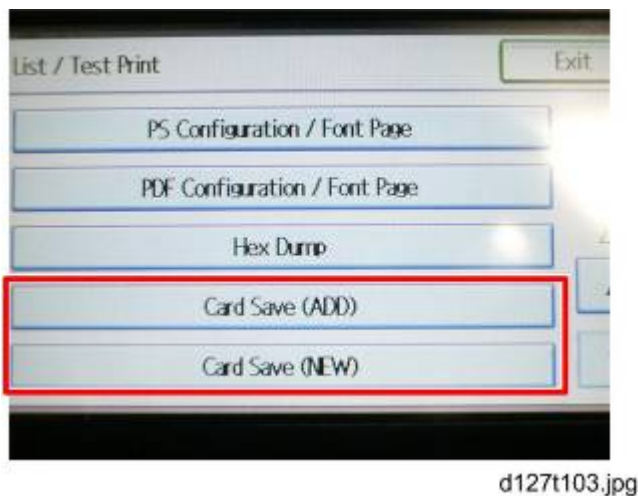 List / Test Print
Exit
PS Configuration / Font Page
PDF Configuration / Font Page
Hex Dump
Card Save (ADD)
Card Save (NEW)
d127t103.jpg